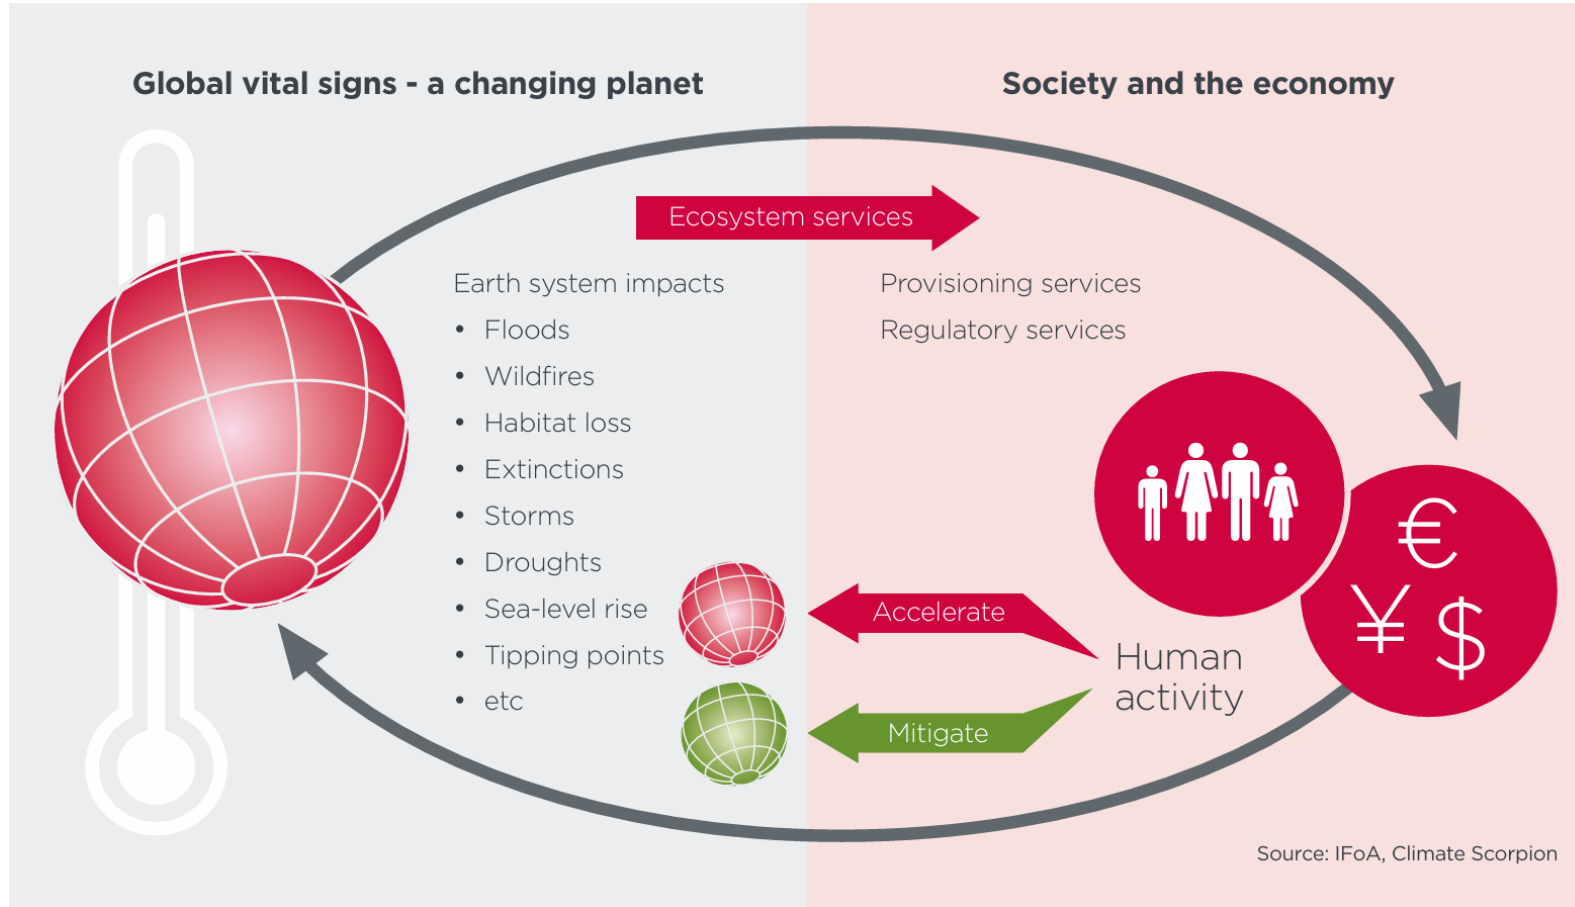 Global vital signs - a changing planet
Society and the economy
Ecosystem services
Earth system impacts
• Floods
• Wildfires
• Habitat loss
• Extinctions
• Storms
• Droughts
• Sea-level rise
• Tipping points
• etc
Provisioning services
Regulatory services
€
¥ $
Accelerate
Human
activity
Mitigate
Source: IFoA, Climate Scorpion